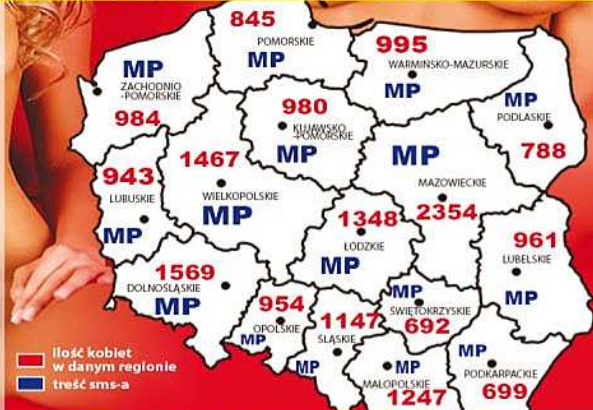 845
POMORSKIE
MP
995
WARMIŃSKO-MAZURSKIE
MP
MP
ZACHODNIO
-POMORSKIE
984
980
KUJAWSKO
-POMORSKIE
MP
MP
PODLASKIE
788
943
LUBUSKIE
MP
1467
WIELKOPOLSKIE
MP
MP
MAZOWIECKIE
2354
1348
ŁÓDZKIE
MP
961
LUBELSKIE
MP
1569
DOLNOŚLĄSKIE
MP
954
OPOLSKIE
MP
1147
ŚLĄSKIE
MP
MP
ŚWIĘTOKRZYSKIE
692
MP
MAŁOPOLSKIE
1247
MP
PODKARPACKIE
699
ilość kobiet
w danym regionie
treść sms-a